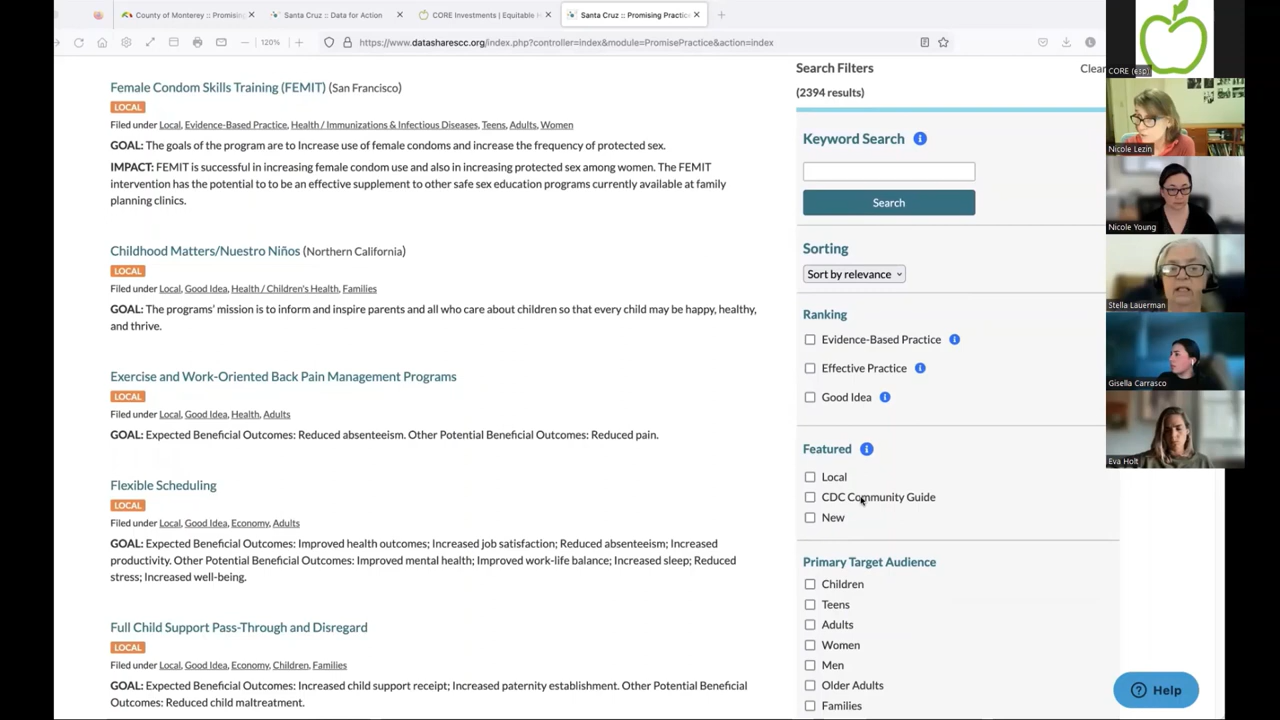 County of Monterey :: Promising
Santa Cruz :: Data for Action
CORE Investments | Equitable H
Santa Cruz :: Promising Practice
120%
https://www.datasharescc.org/index.php?controller=index&module=PromisePractice&action=index
Female Condom Skills Training (FEMIT) (San Francisco)
LOCAL
Filed under Local, Evidence-Based Practice, Health / Immunizations & Infectious Diseases, Teens, Adults, Women
GOAL: The goals of the program are to Increase use of female condoms and increase the frequency of protected sex.
IMPACT: FEMIT is successful in increasing female condom use and also in increasing protected sex among women. The FEMIT
intervention has the potential to to be an effective supplement to other safe sex education programs currently available at family
planning clinics.
Childhood Matters/Nuestro Niños (Northern California)
LOCAL
Filed under Local, Good Idea, Health / Children's Health, Families
GOAL: The programs' mission is to inform and inspire parents and all who care about children so that every child may be happy, healthy,
and thrive.
Exercise and Work-Oriented Back Pain Management Programs
LOCAL
Filed under Local, Good Idea, Health, Adults
GOAL: Expected Beneficial Outcomes: Reduced absenteeism. Other Potential Beneficial Outcomes: Reduced pain.
Flexible Scheduling
LOCAL
Filed under Local, Good Idea, Economy, Adults
GOAL: Expected Beneficial Outcomes: Improved health outcomes; Increased job satisfaction; Reduced absenteeism; Increased
productivity. Other Potential Beneficial Outcomes: Improved mental health; Improved work-life balance; Increased sleep; Reduced
stress; Increased well-being.
Full Child Support Pass-Through and Disregard
LOCAL
Filed under Local, Good Idea, Economy, Children, Families
GOAL: Expected Beneficial Outcomes: Increased child support receipt; Increased paternity establishment. Other Potential Beneficial
Outcomes: Reduced child maltreatment.
Search Filters
Clear
(2394 results)
Keyword Search
Search
Sorting
Sort by relevance
Ranking
Evidence-Based Practice
Effective Practice
Good Idea
Featured
Local
CDC Community Guide
New
Primary Target Audience
Children
Teens
Adults
Women
Men
Older Adults
Families
Help
CORE (esp)
Nicole Lezin
Nicole Young
Stella Lauerman
Gisella Carrasco
Eva Holt